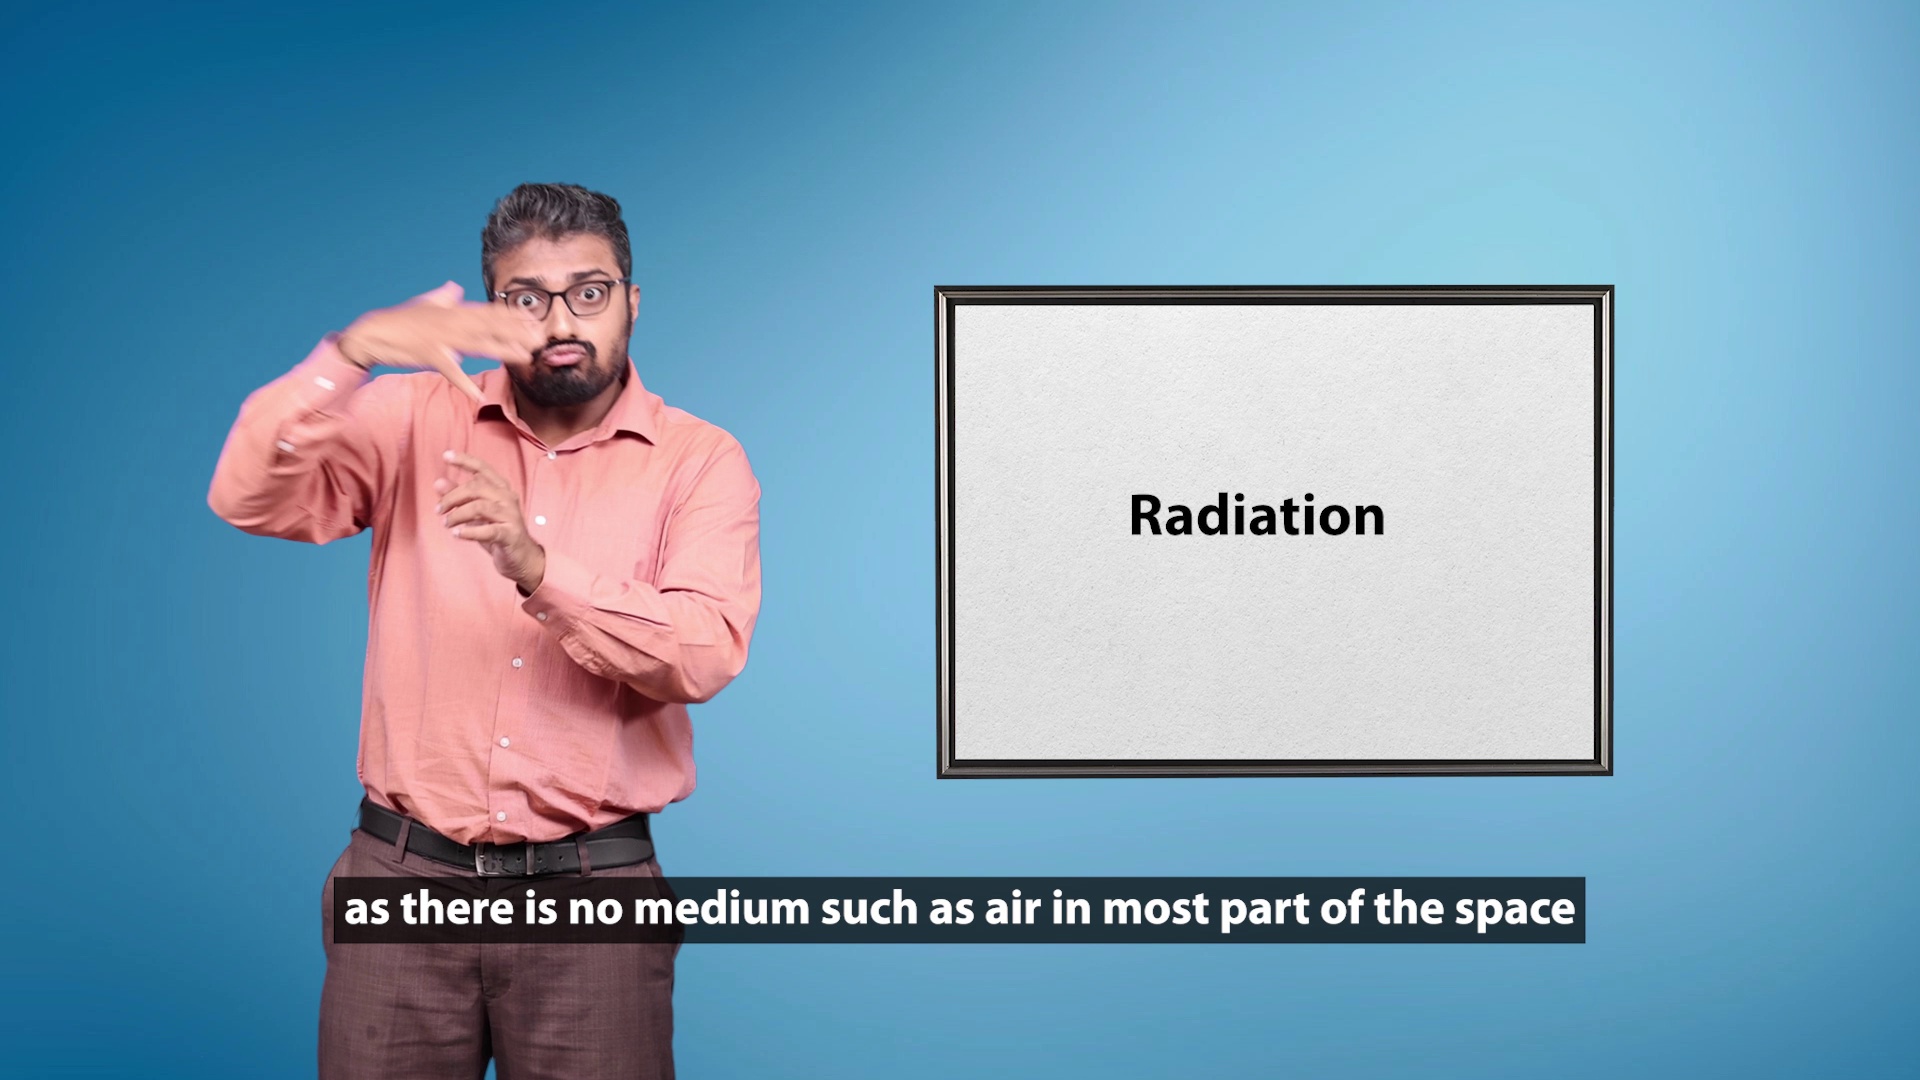 Radiation
as there is no medium such as air in most part of the space